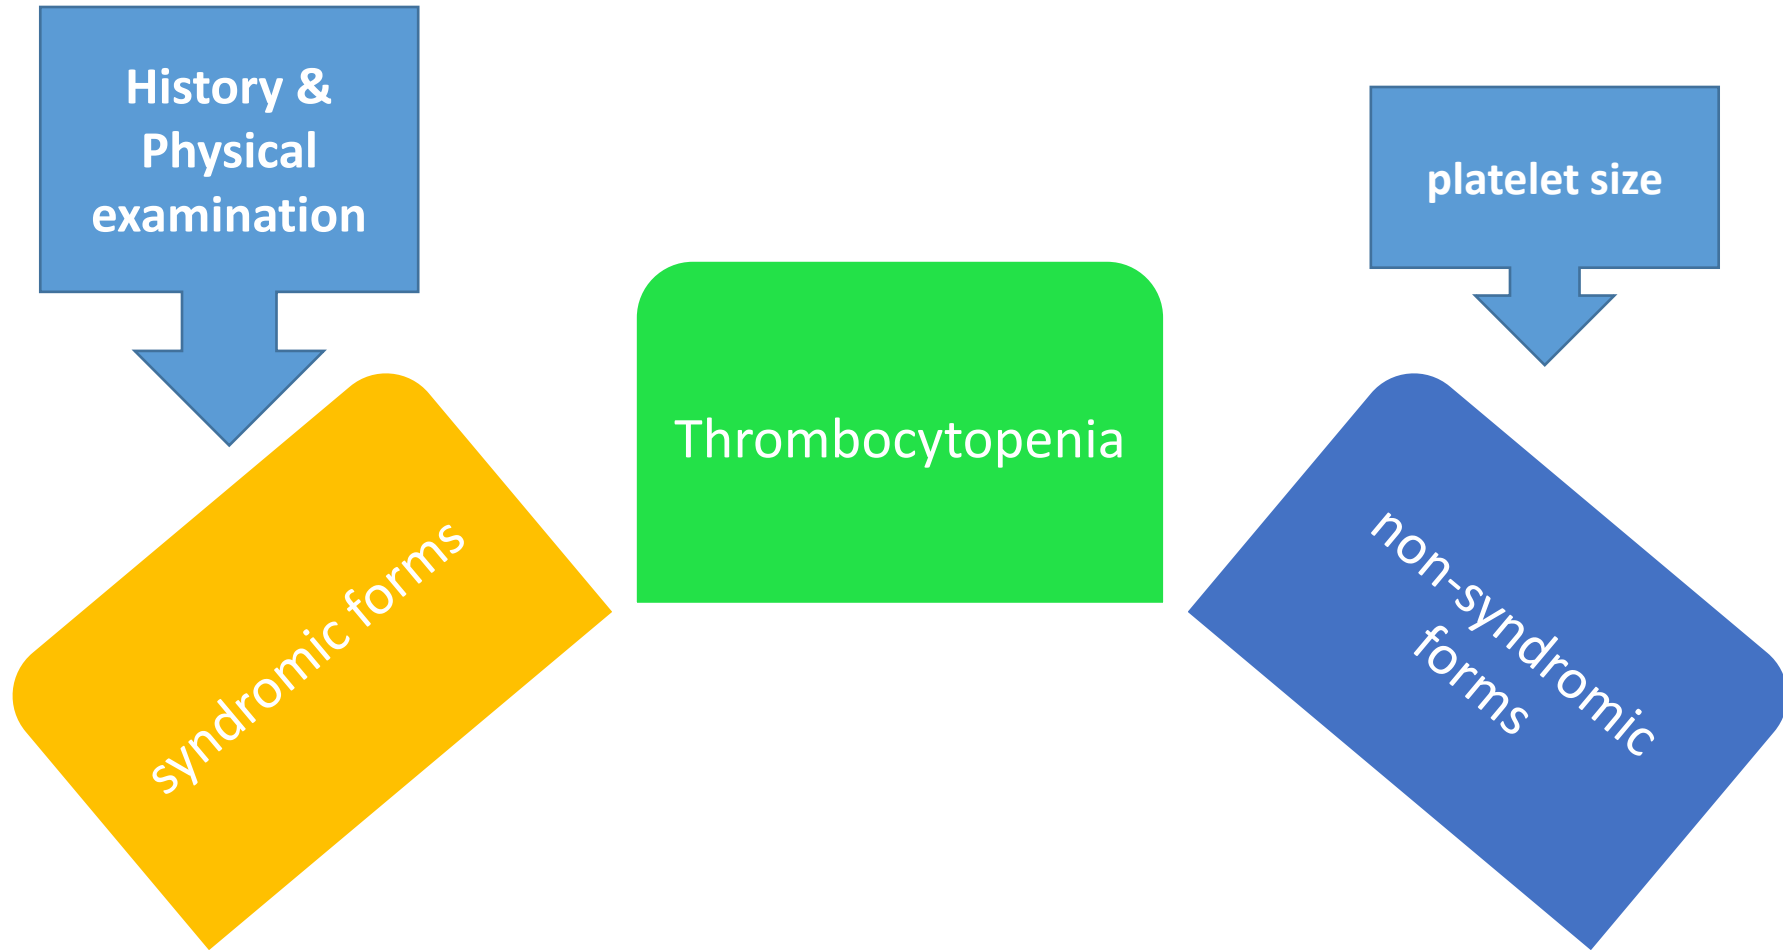 History &
Physical
examination
platelet size
Thrombocytopenia
syndromic forms
non-syndromic
forms